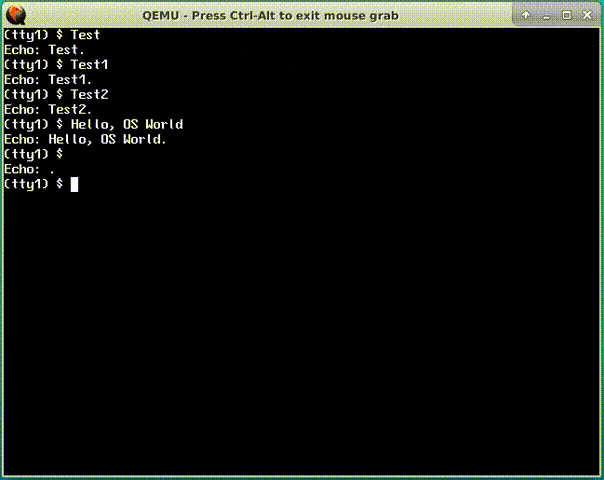 QEMU - Press Ctrl-Alt to exit mouse grab
(tty1) $ Test
Echo: Test.
(tty1) $ Test1
Echo: Test1.
(tty1) $ Test2
Echo: Test2.
(tty1) $ Hello, OS World
Echo: Hello, OS World.
(tty1) $
Echo: .
(tty1) $